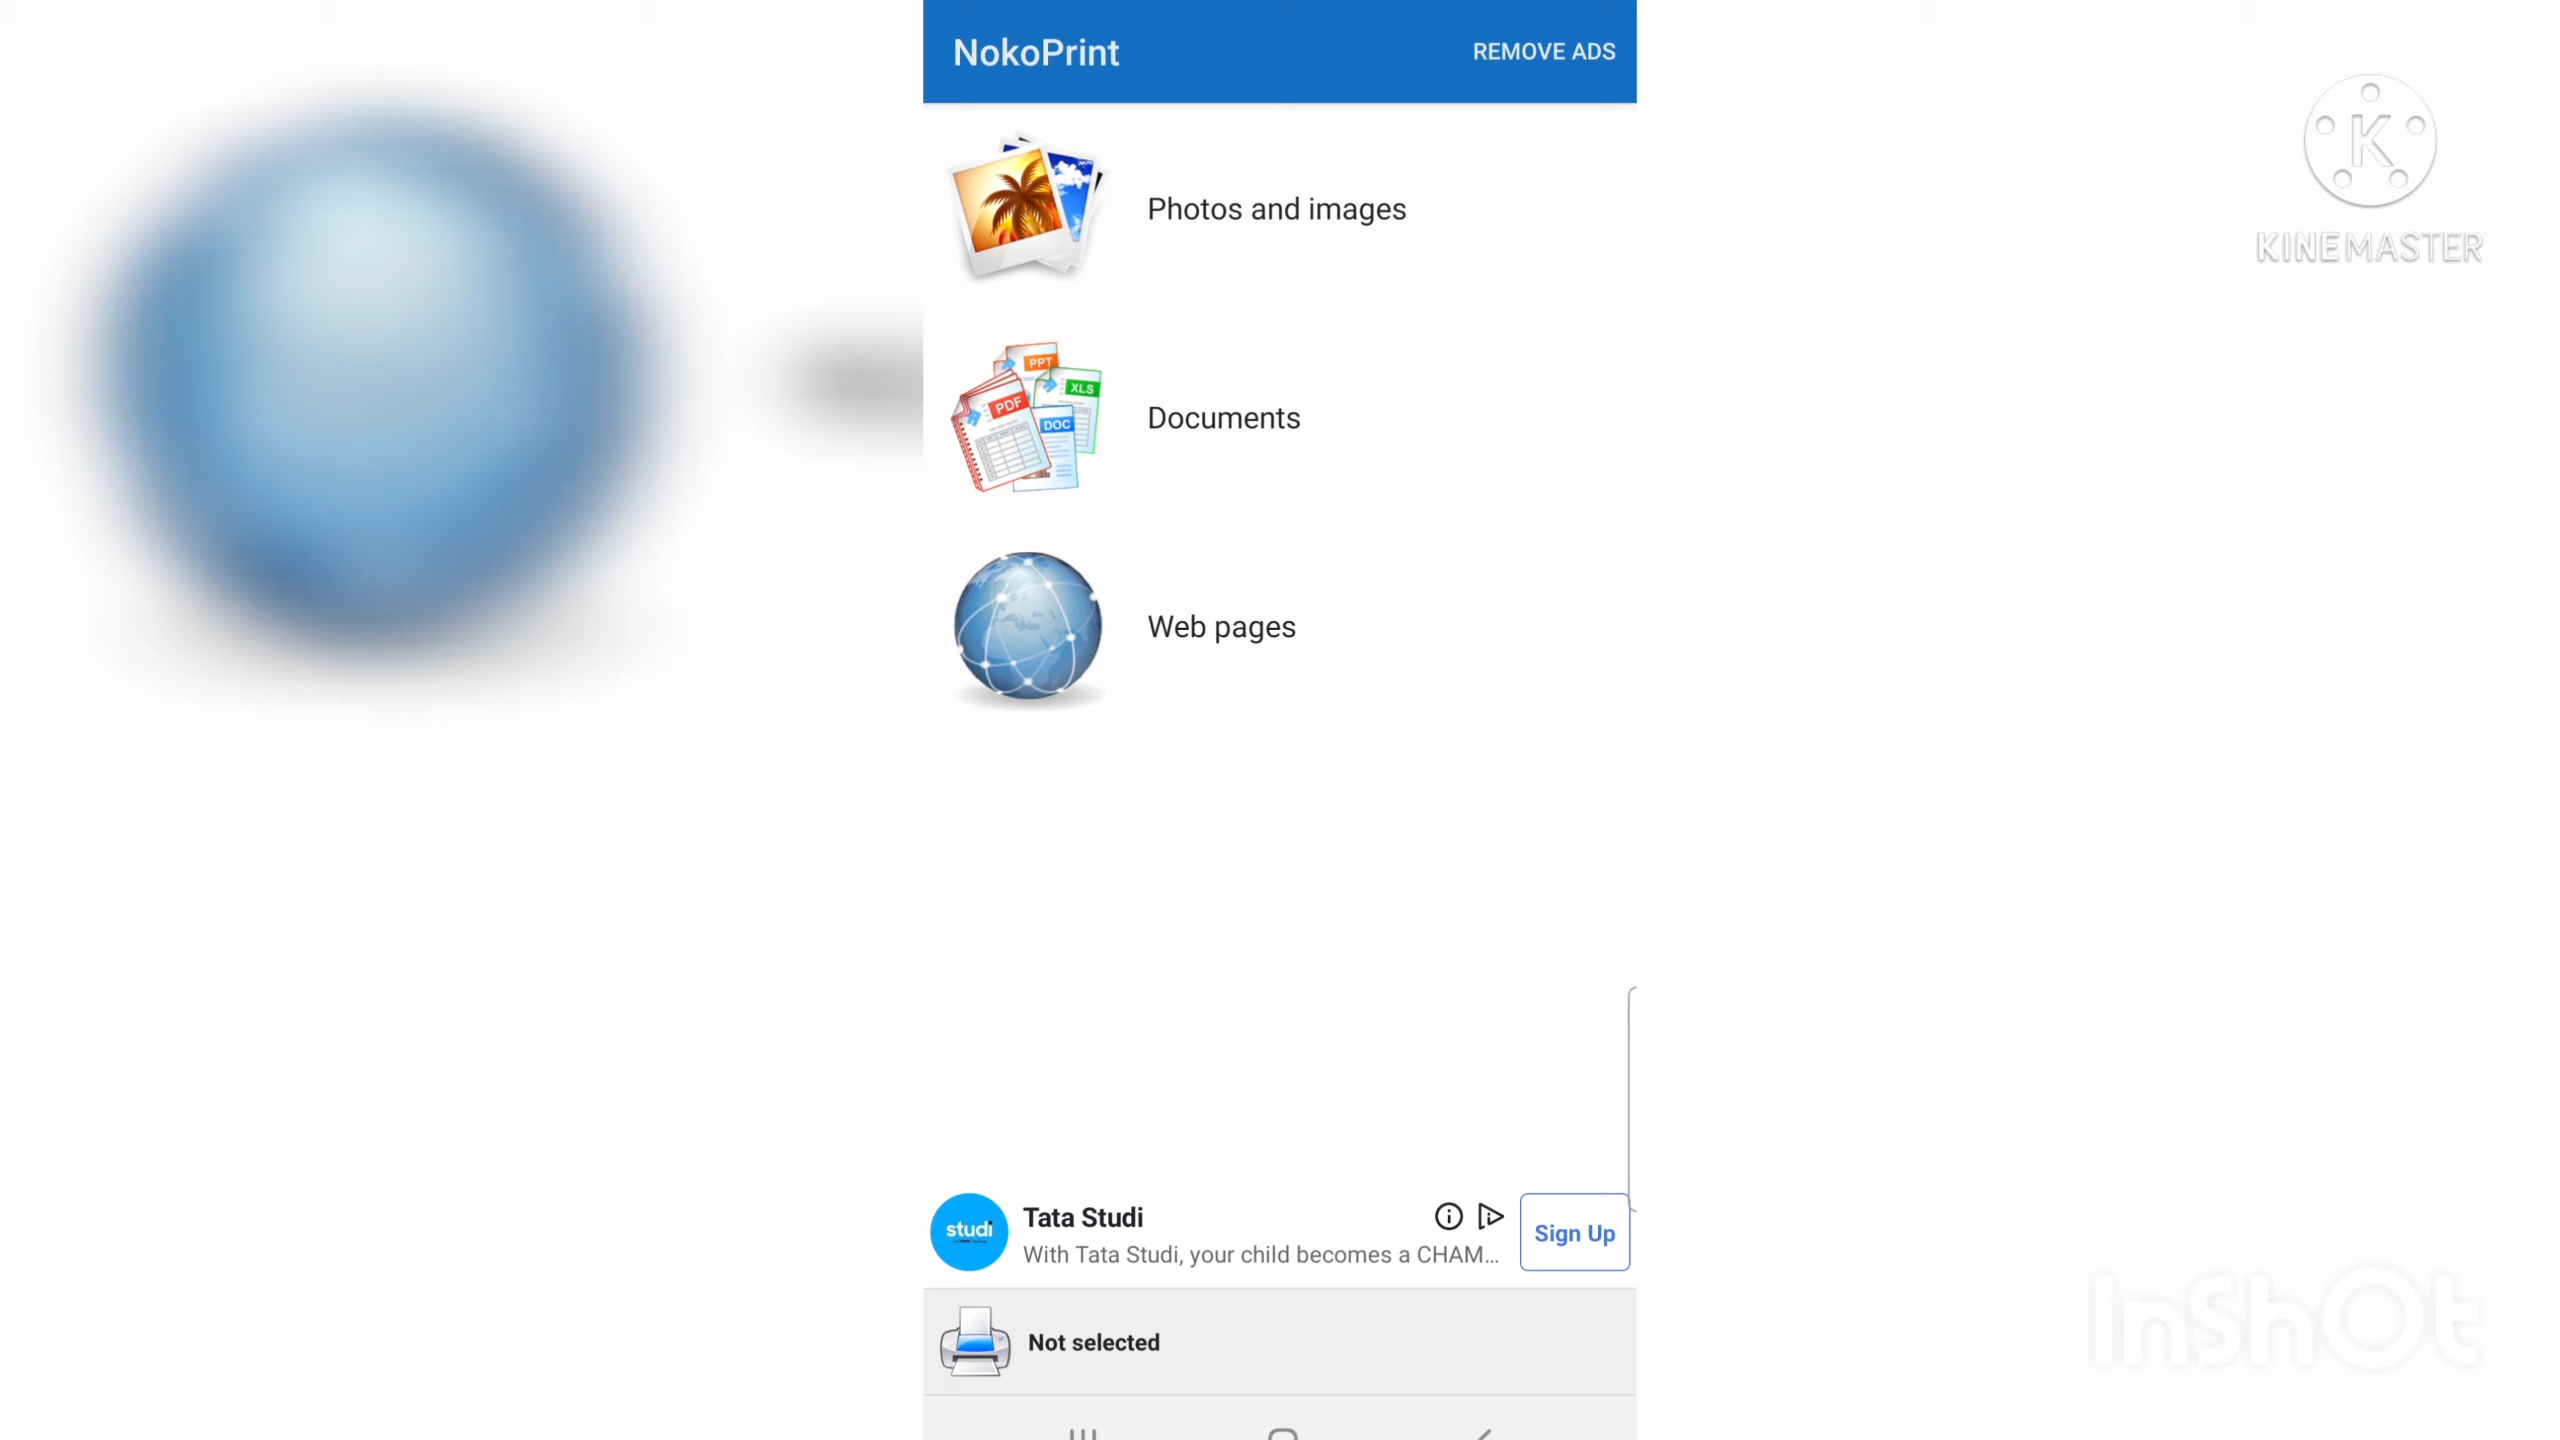 NokoPrint
REMOVE ADS
K
KINEMASTER
Photos and images
PPT
XLS
PDF
DOC
Documents
Web pages
studi
Tata Studi
With Tata Studi, your child becomes a CHAM...
Sign Up
Not selected
InShOt